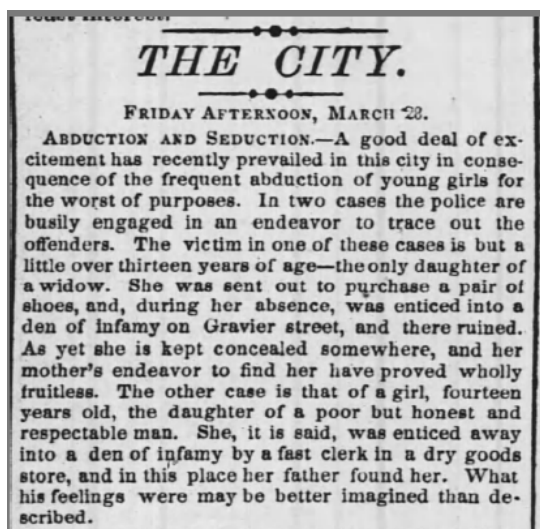 THE CITY.
FRIDAY AFTERNOON, MARCH 28.
ABDUCTION AND SEDUCTION.—A good deal of ex-
citement has recently prevailed in this city in conse-
quence of the frequent abduction of young girls for
the worst of purposes. In two cases the police are
busily engaged in an endeavor to trace out the
offenders. The victim in one of these cases is but a
little over thirteen years of age—the only daughter of
a widow. She was sent out to purchase a pair of
shoes, and, during her absence, was enticed into a
den of infamy on Gravier street, and there ruined.
As yet she is kept concealed somewhere, and her
mother's endeavor to find her have proved wholly
fruitless. The other case is that of a girl, fourteen
years old, the daughter of a poor but honest and
respectable man. She, it is said, was enticed away
into a den of infamy by a fast clerk in a dry goods
store, and in this place her father found her. What
his feelings were may be better imagined than de-
scribed.